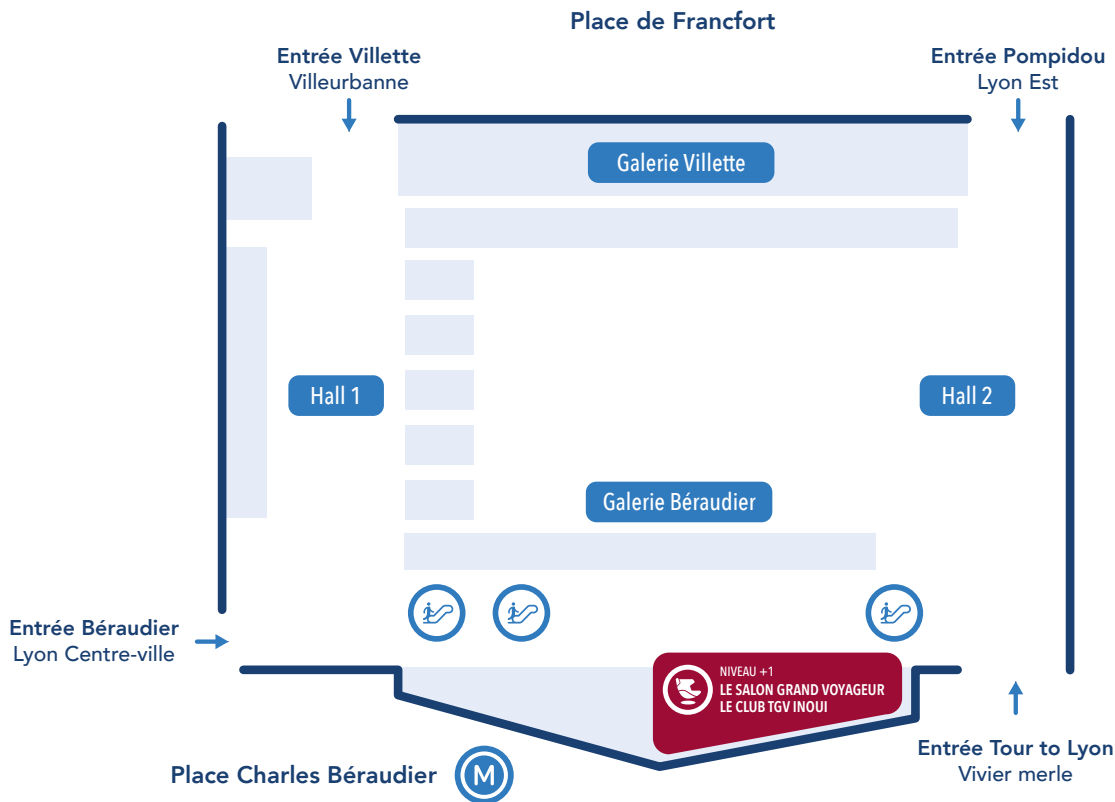 Place de Francfort
Entrée Villette
Villeurbanne
Entrée Pompidou
Lyon Est
Galerie Villette
Hall 1
Hall 2
Galerie Béraudier
Entrée Béraudier
Lyon Centre-ville
NIVEAU +1
LE SALON GRAND VOYAGEUR
LE CLUB TGV INOUI
Entrée Tour to Lyon
Vivier merle
Place Charles Béraudier
M